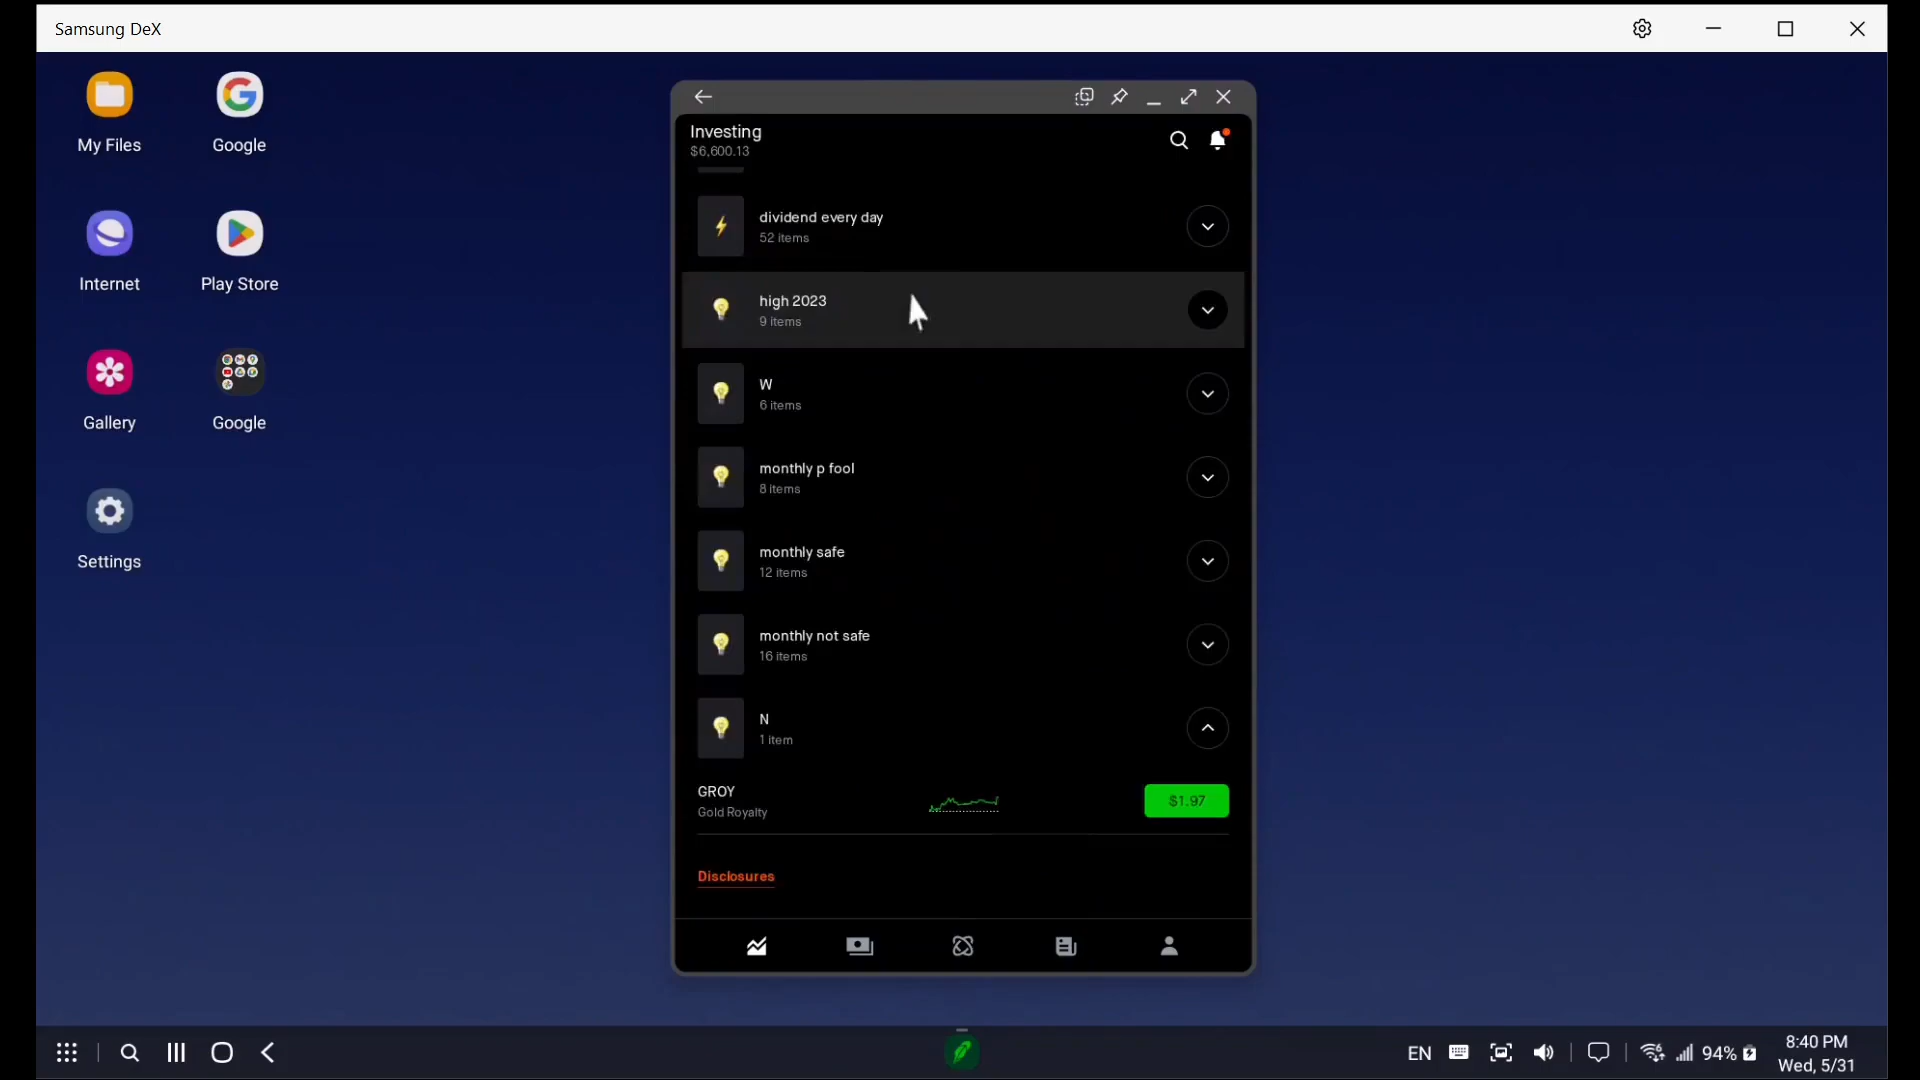 Samsung DeX
My Files
Google
Internet
Play Store
Gallery
Google
Settings
Investing
$6,600.13
dividend every day
52 items
high 2023
9 items
W
6 items
monthly p fool
8 items
monthly safe
12 items
monthly not safe
16 items
N
1 item
GROY
Gold Royalty
$1.97
Disclosures
EN
94%
8:40 PM
Wed, 5/31